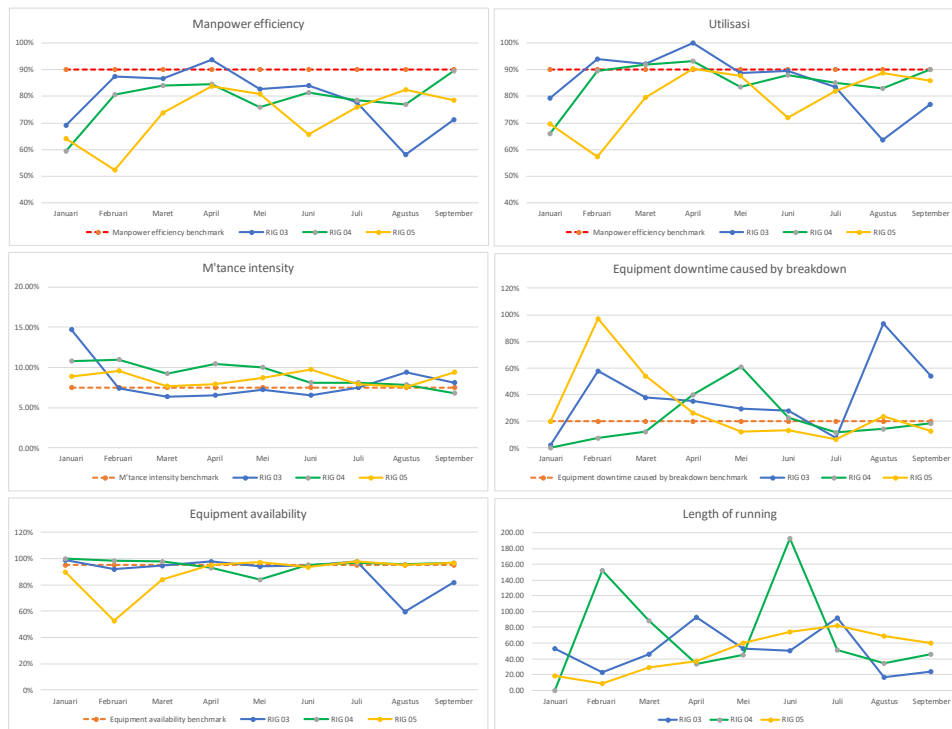 Manpower efficiency
100%
90%
80%
70%
60%
50%
40%
Januari Februari Maret April Mei Juni Juli Agustus September
Manpower efficiency benchmark RIG 03 RIG 04 RIG 05
Utilisasi
100%
90%
80%
70%
60%
50%
40%
Januari Februari Maret April Mei Juni Juli Agustus September
Manpower efficiency benchmark RIG 03 RIG 04 RIG 05
M'tance intensity
20.00%
15.00%
10.00%
5.00%
0.00%
Januari Februari Maret April Mei Juni Juli Agustus September
M'tance intensity benchmark RIG 03 RIG 04 RIG 05
Equipment downtime caused by breakdown
120%
100%
80%
60%
40%
20%
0%
Januari Februari Maret April Mei Juni Juli Agustus September
Equipment downtime caused by breakdown benchmark RIG 03 RIG 04 RIG 05
Equipment availability
120%
100%
80%
60%
40%
20%
0%
Januari Februari Maret April Mei Juni Juli Agustus September
Equipment availability benchmark RIG 03 RIG 04 RIG 05
Length of running
200.00
180.00
160.00
140.00
120.00
100.00
80.00
60.00
40.00
20.00
0.00
Januari Februari Maret April Mei Juni Juli Agustus September
RIG 03 RIG 04 RIG 05